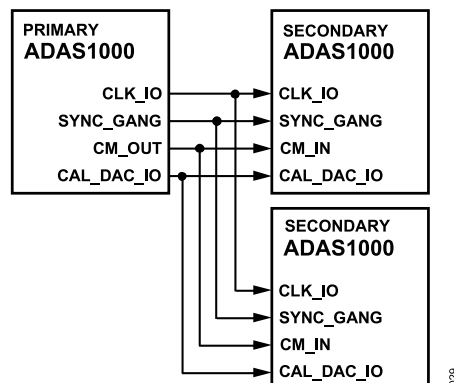 PRIMARY
ADAS1000
CLK_IO
SYNC_GANG
CM_OUT
CAL_DAC_IO
SECONDARY
ADAS1000
CLK_IO
SYNC_GANG
CM_IN
CAL_DAC_IO
SECONDARY
ADAS1000
CLK_IO
SYNC_GANG
CM_IN
CAL_DAC_IO